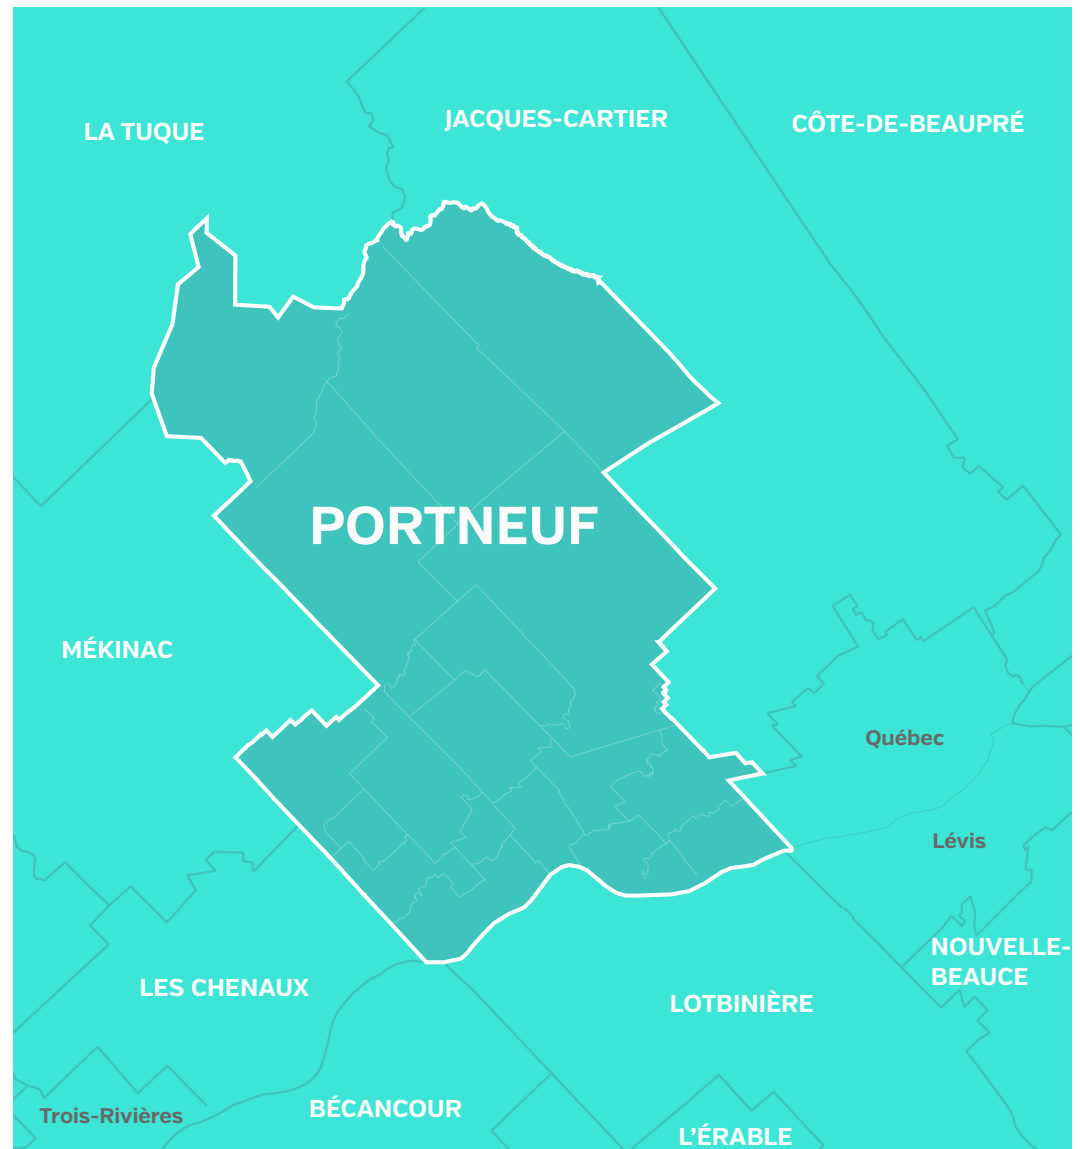 LA TUQUE
JACQUES-CARTIER
CÔTE-DE-BEAUPRÉ
PORTNEUF
MÉKINAC
Québec
Lévis
NOUVELLE-
BEAUCE
LES CHENAUX
LOTBINIÈRE
Trois-Rivières
BÉCANCOUR
L’ÉRABLE